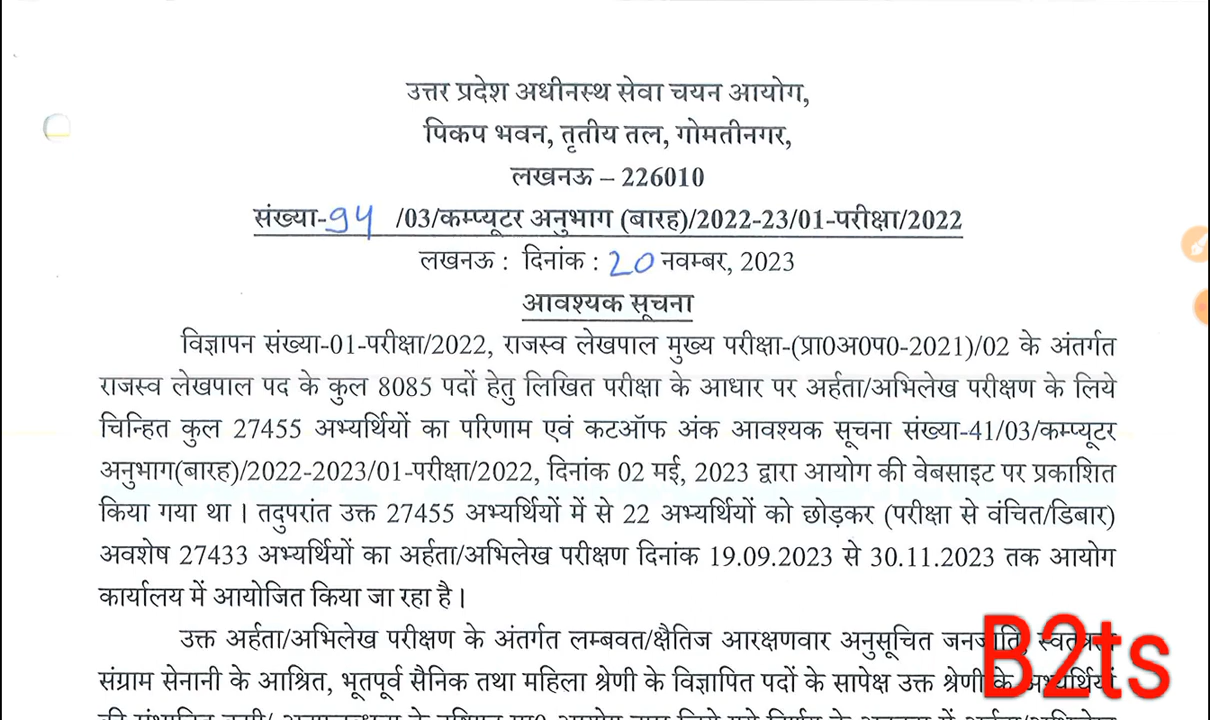 उत्तर प्रदेश अधीनस्थ सेवा चयन आयोग,
पिकप भवन, तृतीय तल, गोमतीनगर,
लखनऊ – 226010
संख्या-94 /03/कम्प्यूटर अनुभाग (बारह)/2022-23/01-परीक्षा/2022
लखनऊ : दिनांक : 20 नवम्बर, 2023
आवश्यक सूचना
विज्ञापन संख्या-01-परीक्षा/2022, राजस्व लेखपाल मुख्य परीक्षा-(प्रा0अ0प0-2021)/02 के अंतर्गत
राजस्व लेखपाल पद के कुल 8085 पदों हेतु लिखित परीक्षा के आधार पर अर्हता/अभिलेख परीक्षण के लिये
चिन्हित कुल 27455 अभ्यर्थियों का परिणाम एवं कटऑफ अंक आवश्यक सूचना संख्या-41/03/कम्प्यूटर
अनुभाग(बारह)/2022-2023/01-परीक्षा/2022, दिनांक 02 मई, 2023 द्वारा आयोग की वेबसाइट पर प्रकाशित
किया गया था । तदुपरांत उक्त 27455 अभ्यर्थियों में से 22 अभ्यर्थियों को छोड़कर (परीक्षा से वंचित/डिबार)
अवशेष 27433 अभ्यर्थियों का अर्हता/अभिलेख परीक्षण दिनांक 19.09.2023 से 30.11.2023 तक आयोग
कार्यालय में आयोजित किया जा रहा है ।
उक्त अर्हता/अभिलेख परीक्षण के अंतर्गत लम्बवत/क्षैतिज आरक्षणवार अनुसूचित जनजाति,
संग्राम सेनानी के आश्रित, भूतपूर्व सैनिक तथा महिला श्रेणी के विज्ञापित पदों के सापेक्ष उक्त श्रेणी के अभ्यर्थियों
B2ts